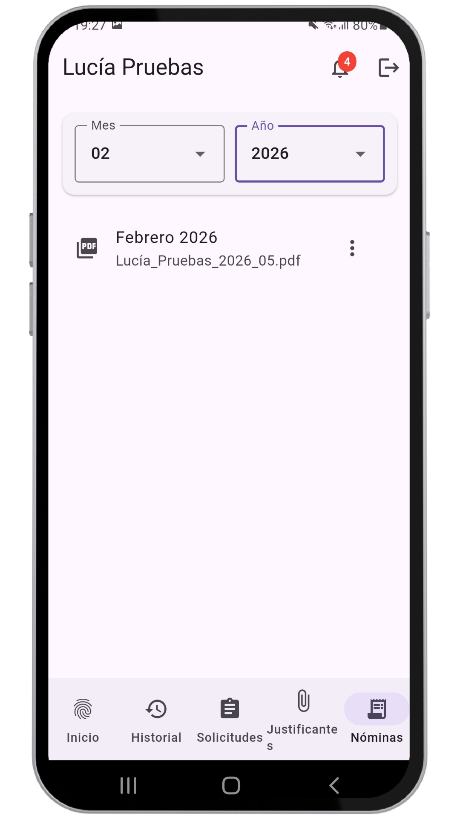 19:27 80%
Lucía Pruebas
4
Mes Año
02 2026
Febrero 2026
PDF
Lucía_Pruebas_2026_05.pdf
Inicio Historial Solicitudes Justificante
s Nóminas